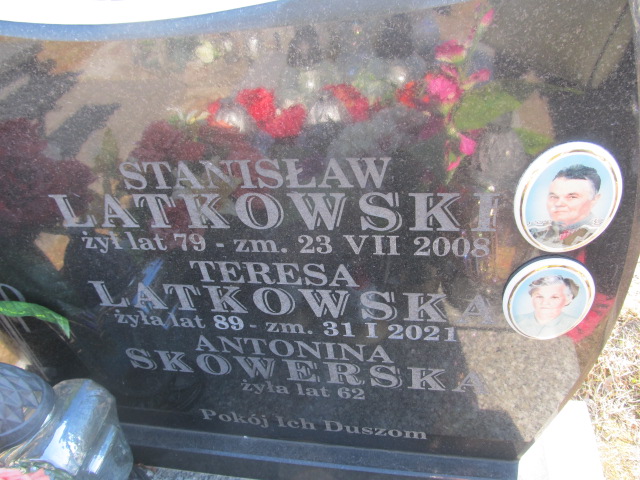 STANISŁAW
LATKOWSKI
żył lat 79 - zm. 23 VII 2008
TERESA
LATKOWSKA
żyła lat 89 - zm. 31 I 2021
ANTONINA
SKOWERSKA
żyła lat 62
Pokój Ich Duszom